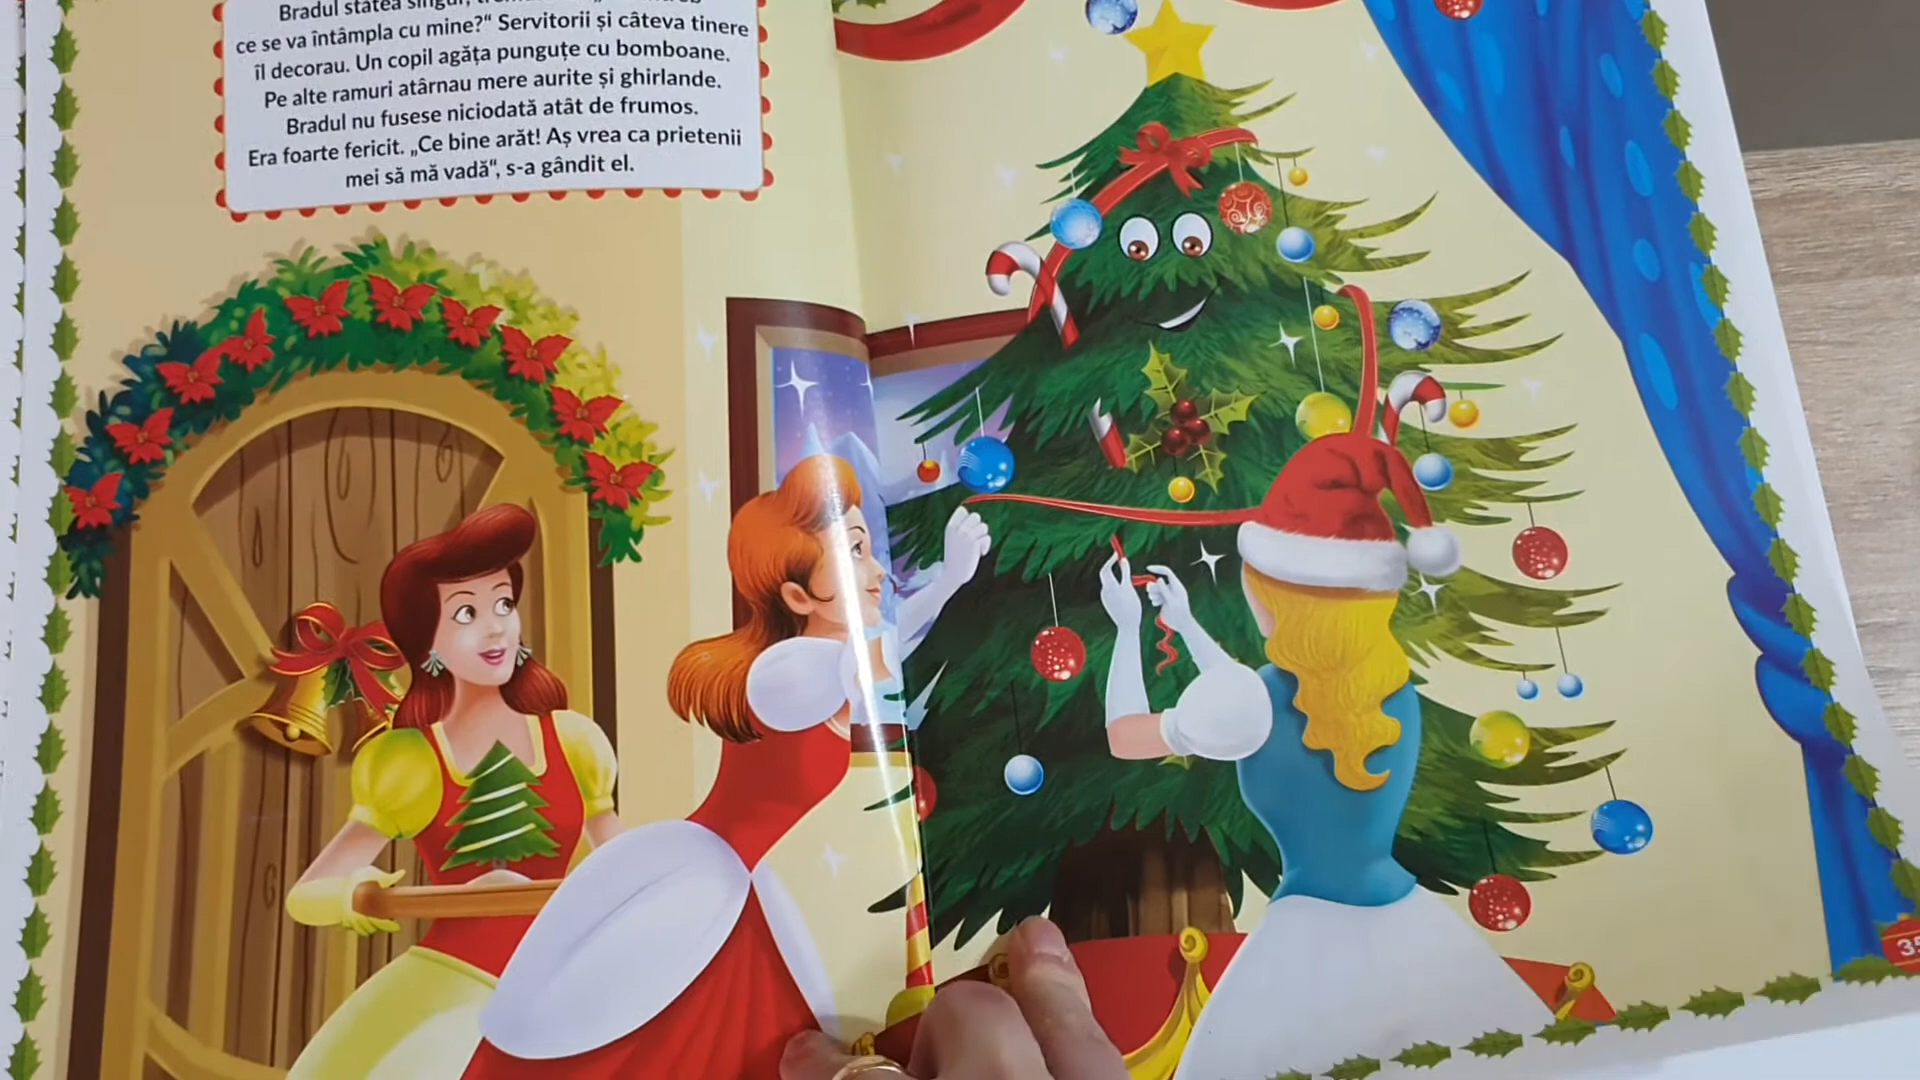 Bradul stătea singur,
ce se va întâmpla cu mine?“ Servitorii și câteva tinere
îl decorau. Un copil agăța punguțe cu bomboane.
Pe alte ramuri atârnau mere aurite și ghirlande.
Bradul nu fusese niciodată atât de frumos.
Era foarte fericit. „Ce bine arăt! Aș vrea ca prietenii
mei să mă vadă“, s-a gândit el.
35